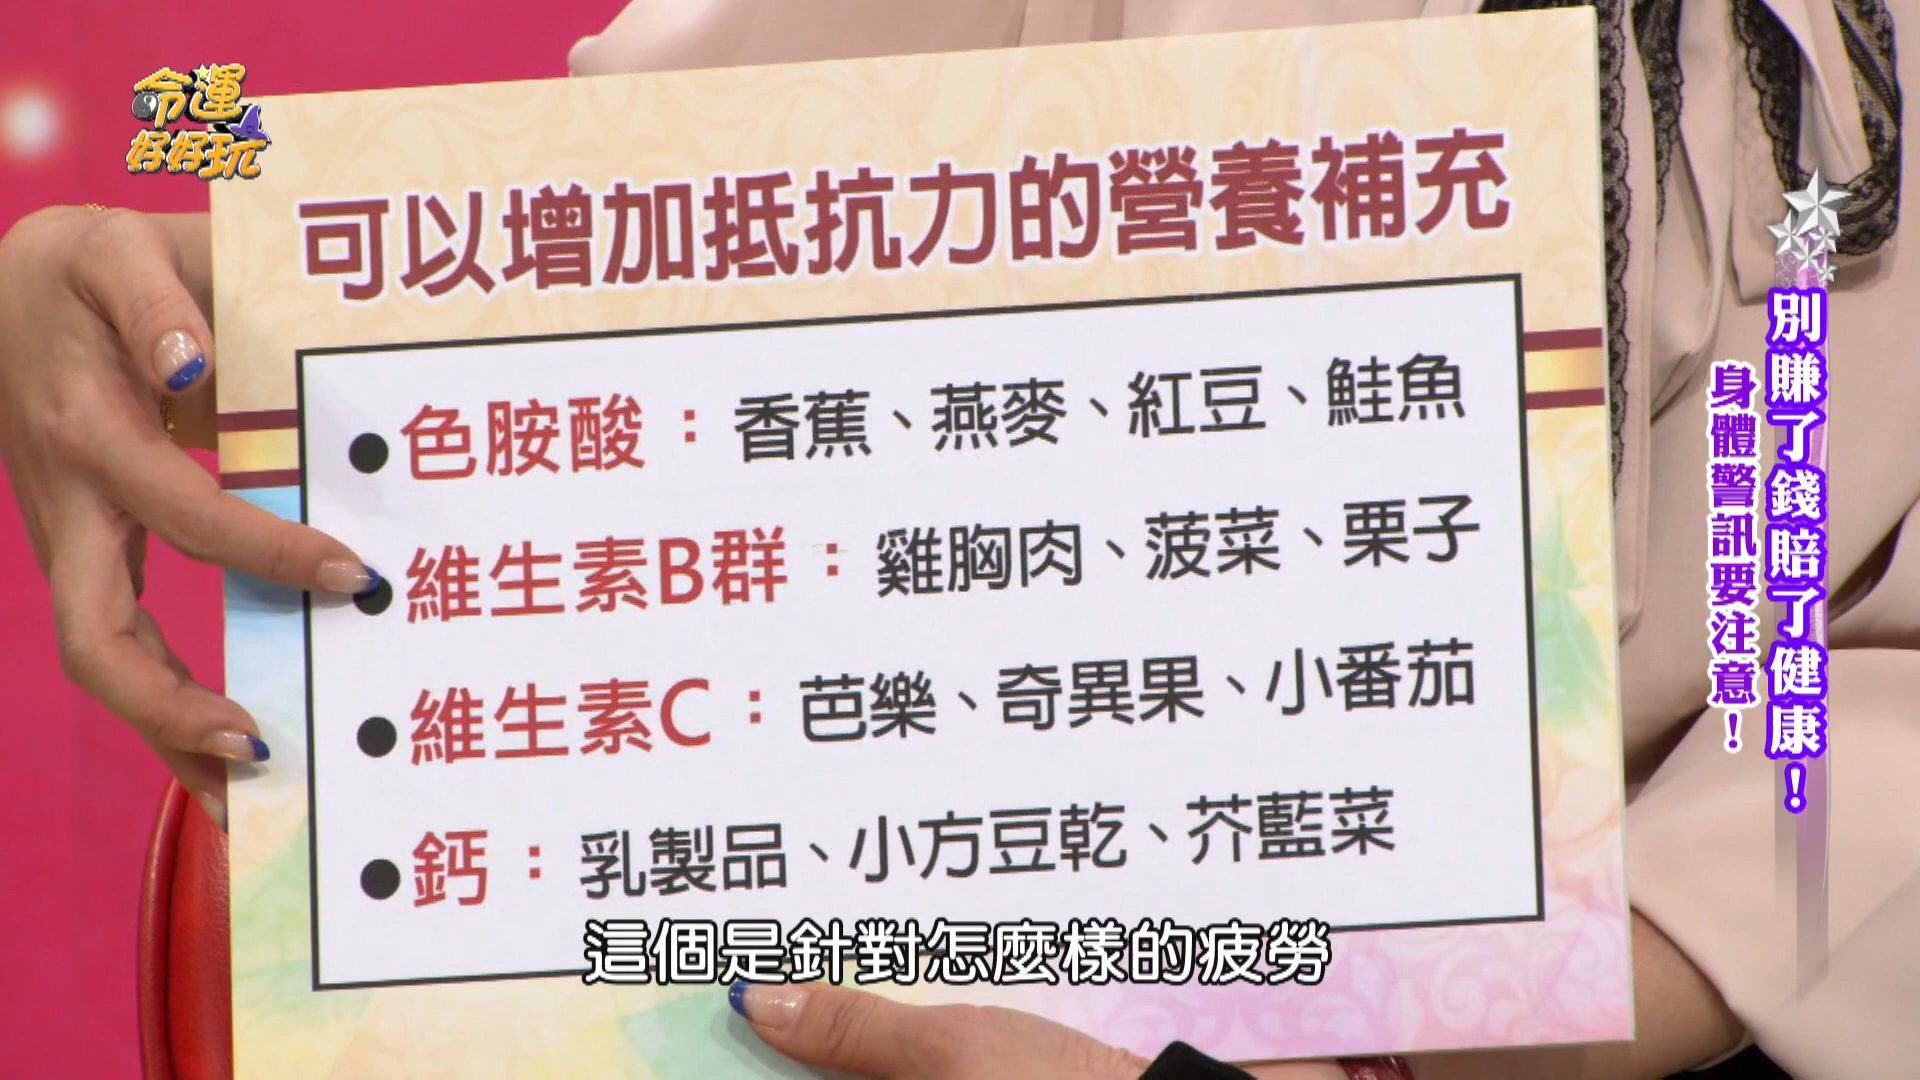 命運
好好玩
可以增加抵抗力的營養補充
●色胺酸：香蕉、燕麥、紅豆、鮭魚
●維生素B群：雞胸肉、菠菜、栗子
●維生素C：芭樂、奇異果、小番茄
●鈣：乳製品、小方豆乾、芥藍菜
這個是針對怎麼樣的疲勞
別賺了錢賠了健康！
身體警訊要注意！